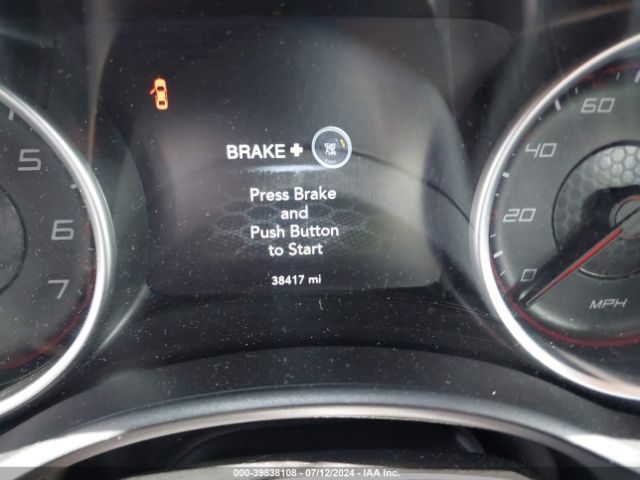 5
6
7
BRAKE +
Press Brake
and
Push Button
to Start
38417 mi
60
40
20
0
MPH
000-39838108 - 07/12/2024 - IAA Inc.